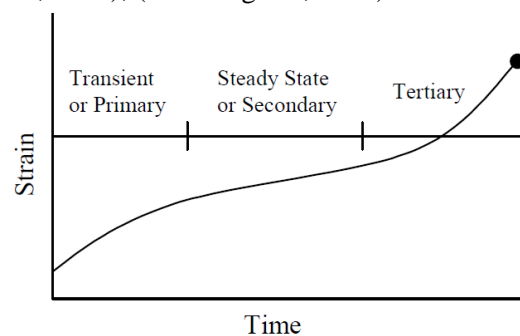 Transient
or Primary
Steady State
or Secondary
Tertiary
Strain
Time